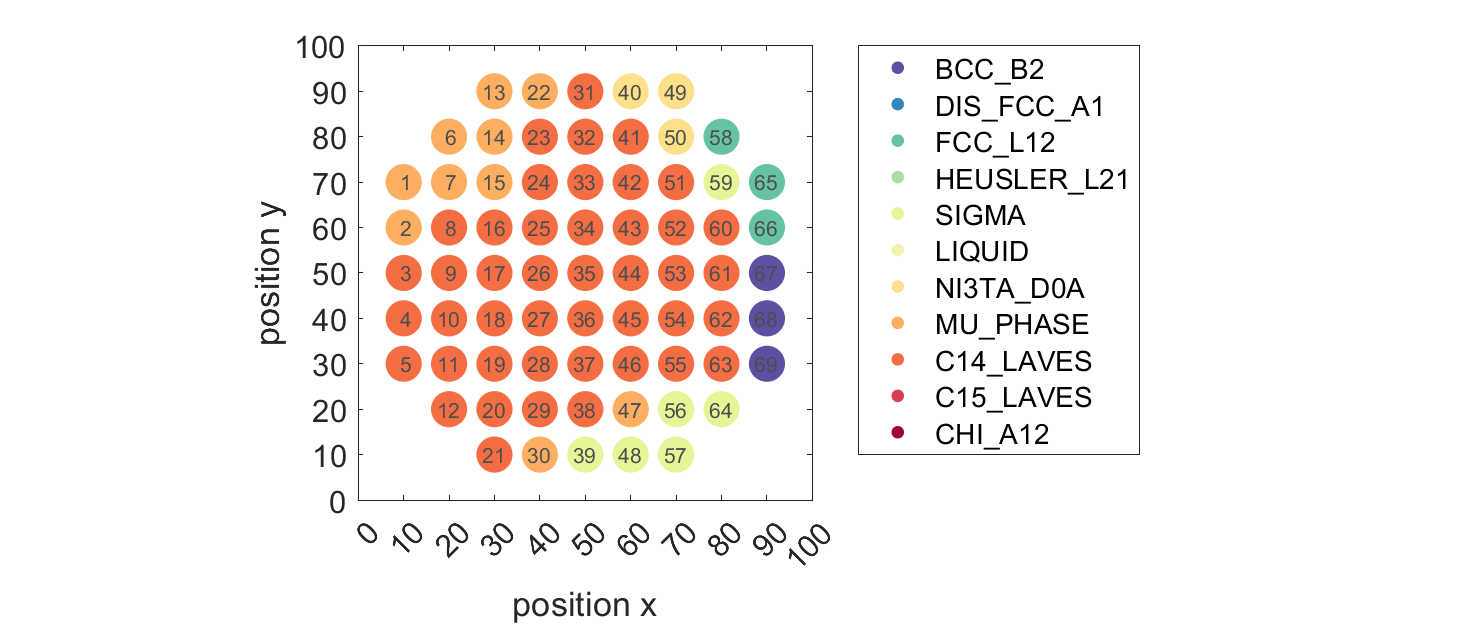 100
90
80
70
60
50
40
30
20
10
0
position y
13 22 31 40 49
6 14 23 32 41 50 58
1 7 15 24 33 42 51 59 65
2 8 16 25 34 43 52 60 66
3 9 17 26 35 44 53 61 67
4 10 18 27 36 45 54 62 68
5 11 19 28 37 46 55 63 69
12 20 29 38 47 56 64
21 30 39 48 57
0 10 20 30 40 50 60 70 80 90 100
position x
BCC_B2
DIS_FCC_A1
FCC_L12
HEUSLER_L21
SIGMA
LIQUID
NI3TA_D0A
MU_PHASE
C14_LAVES
C15_LAVES
CHI_A12